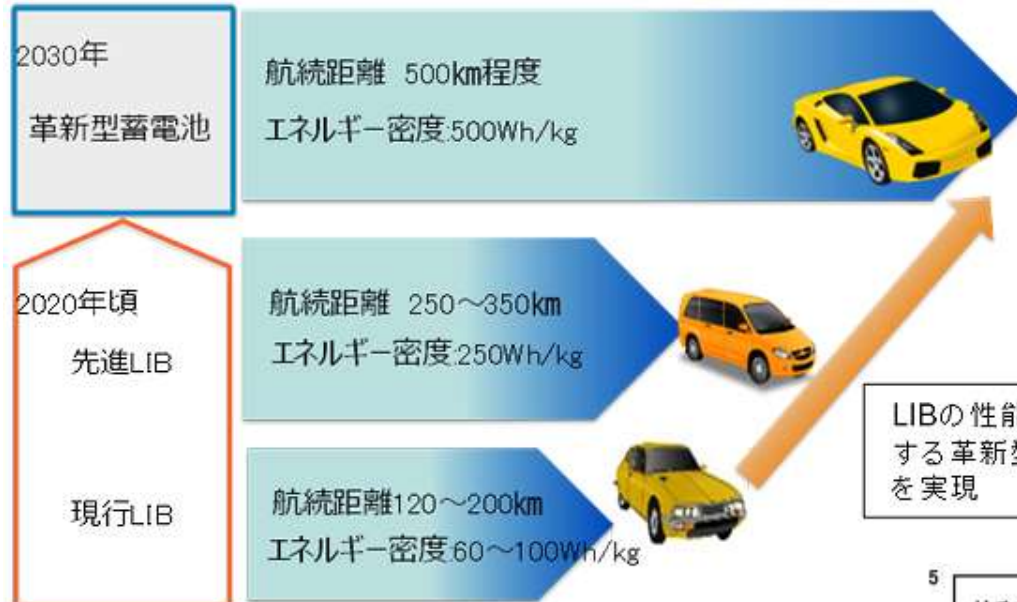 2030年
革新型蓄電池
航続距離 500km程度
エネルギー密度:500Wh/kg
2020年頃
先進LIB
航続距離 250～350km
エネルギー密度:250Wh/kg
現行LIB
航続距離120～200km
エネルギー密度:60～100Wh/kg
LIBの性能
する革新
を実現
5